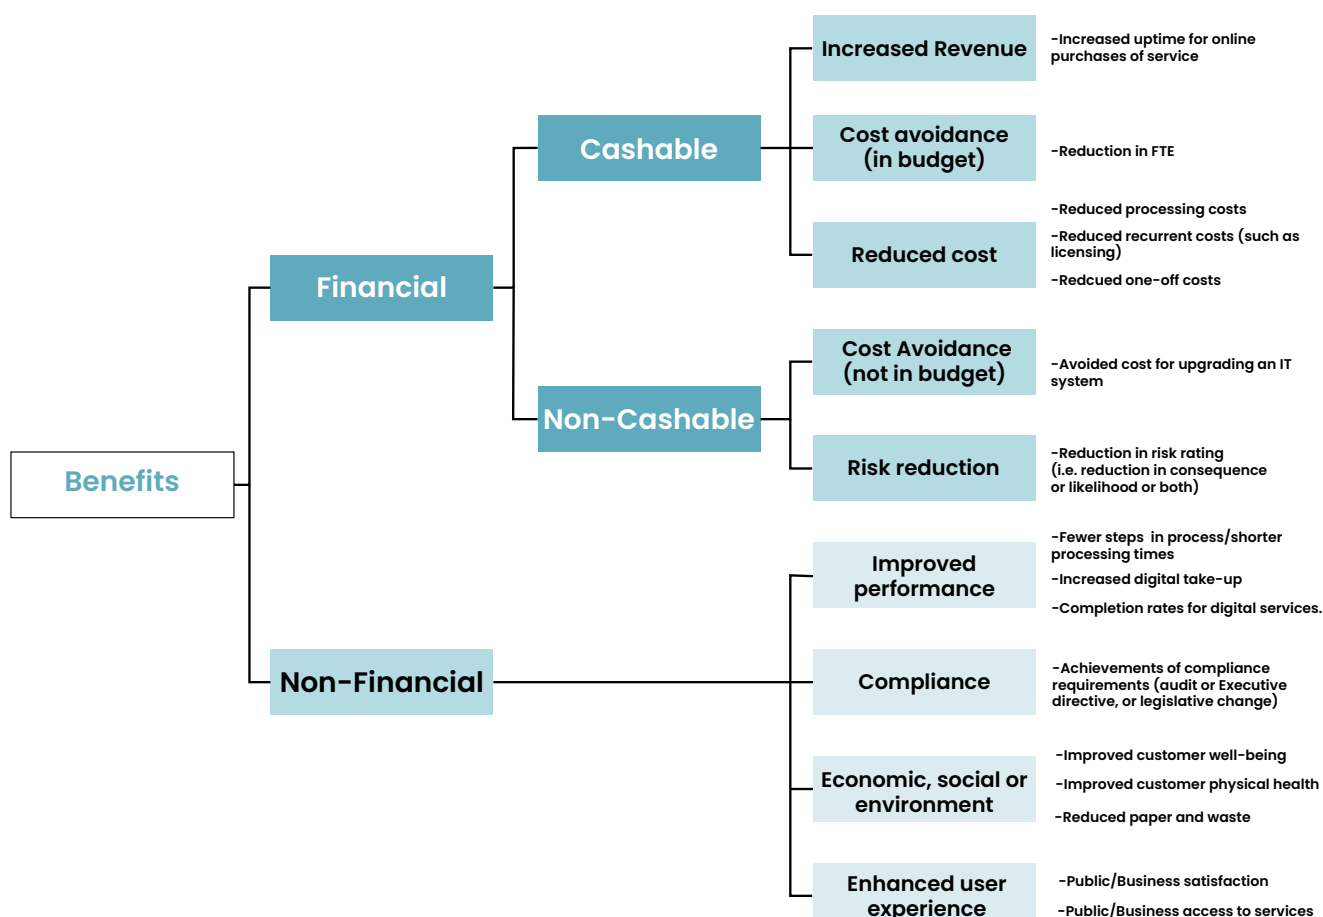 Benefits
Financial
Cashable
Increased Revenue
-Increased uptime for online
purchases of service
Cost avoidance
(in budget)
-Reduction in FTE
Reduced cost
-Reduced processing costs
-Reduced recurrent costs (such as
licensing)
-Redcued one-off costs
Non-Cashable
Cost Avoidance
(not in budget)
-Avoided cost for upgrading an IT
system
Risk reduction
-Reduction in risk rating
(i.e. reduction in consequence
or likelihood or both)
Non-Financial
Improved
performance
-Fewer steps in process/shorter
processing times
-Increased digital take-up
-Completion rates for digital services.
Compliance
-Achievements of compliance
requirements (audit or Executive
directive, or legislative change)
Economic, social or
environment
-Improved customer well-being
-Improved customer physical health
-Reduced paper and waste
Enhanced user
experience
-Public/Business satisfaction
-Public/Business access to services